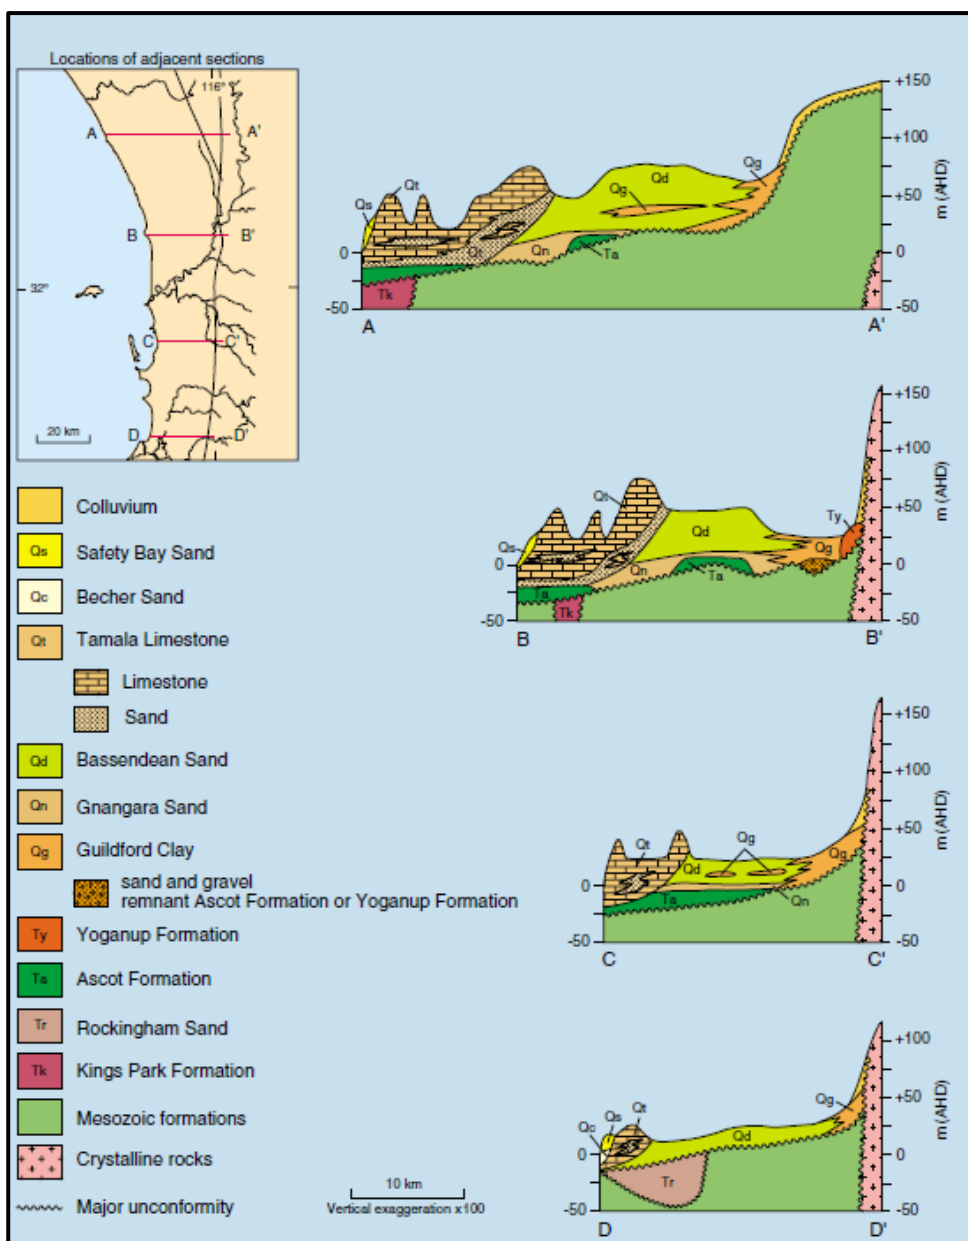 Locations of adjacent sections
116°
A
A'
B
B'
32°
C
C'
D
D'
20 km
Colluvium
Qs Safety Bay Sand
Qc Becher Sand
Qt Tamala Limestone
Limestone
Sand
Qd Bassendean Sand
Qn Gnangara Sand
Qg Guildford Clay
sand and gravel
remnant Ascot Formation or Yoganup Formation
Ty Yoganup Formation
Ta Ascot Formation
Tr Rockingham Sand
Tk Kings Park Formation
Mesozoic formations
Crystalline rocks
Major unconformity
10 km
Vertical exaggeration x100
+150
+100
+50
0
-50
m (AHD)
Qs
Qt
Qt
Qn
Qg
Qd
Qg
Ta
Tk
0
-50
A
A'
+150
+100
+50
0
-50
m (AHD)
Qs
Qt
Qd
Qn
Ta
Ta
Tk
Qg
Ty
0
-50
B
B'
+150
+100
+50
0
-50
m (AHD)
Qt
Qd
Qg
Qg
Qn
Ta
0
-50
C
C'
+100
+50
0
-50
m (AHD)
Qc
Qs
Qt
Qd
Qg
Tr
0
-50
D
D'